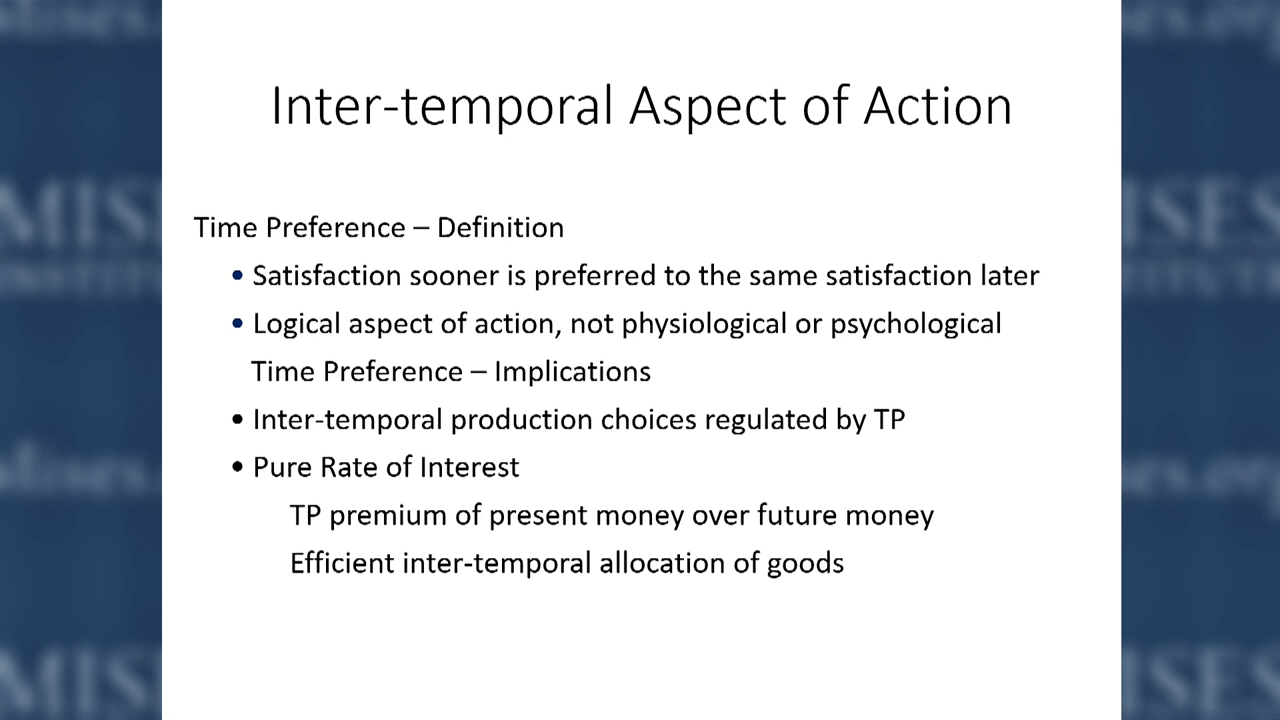 Inter-temporal Aspect of Action
Time Preference – Definition
• Satisfaction sooner is preferred to the same satisfaction later
• Logical aspect of action, not physiological or psychological
Time Preference – Implications
• Inter-temporal production choices regulated by TP
• Pure Rate of Interest
TP premium of present money over future money
Efficient inter-temporal allocation of goods